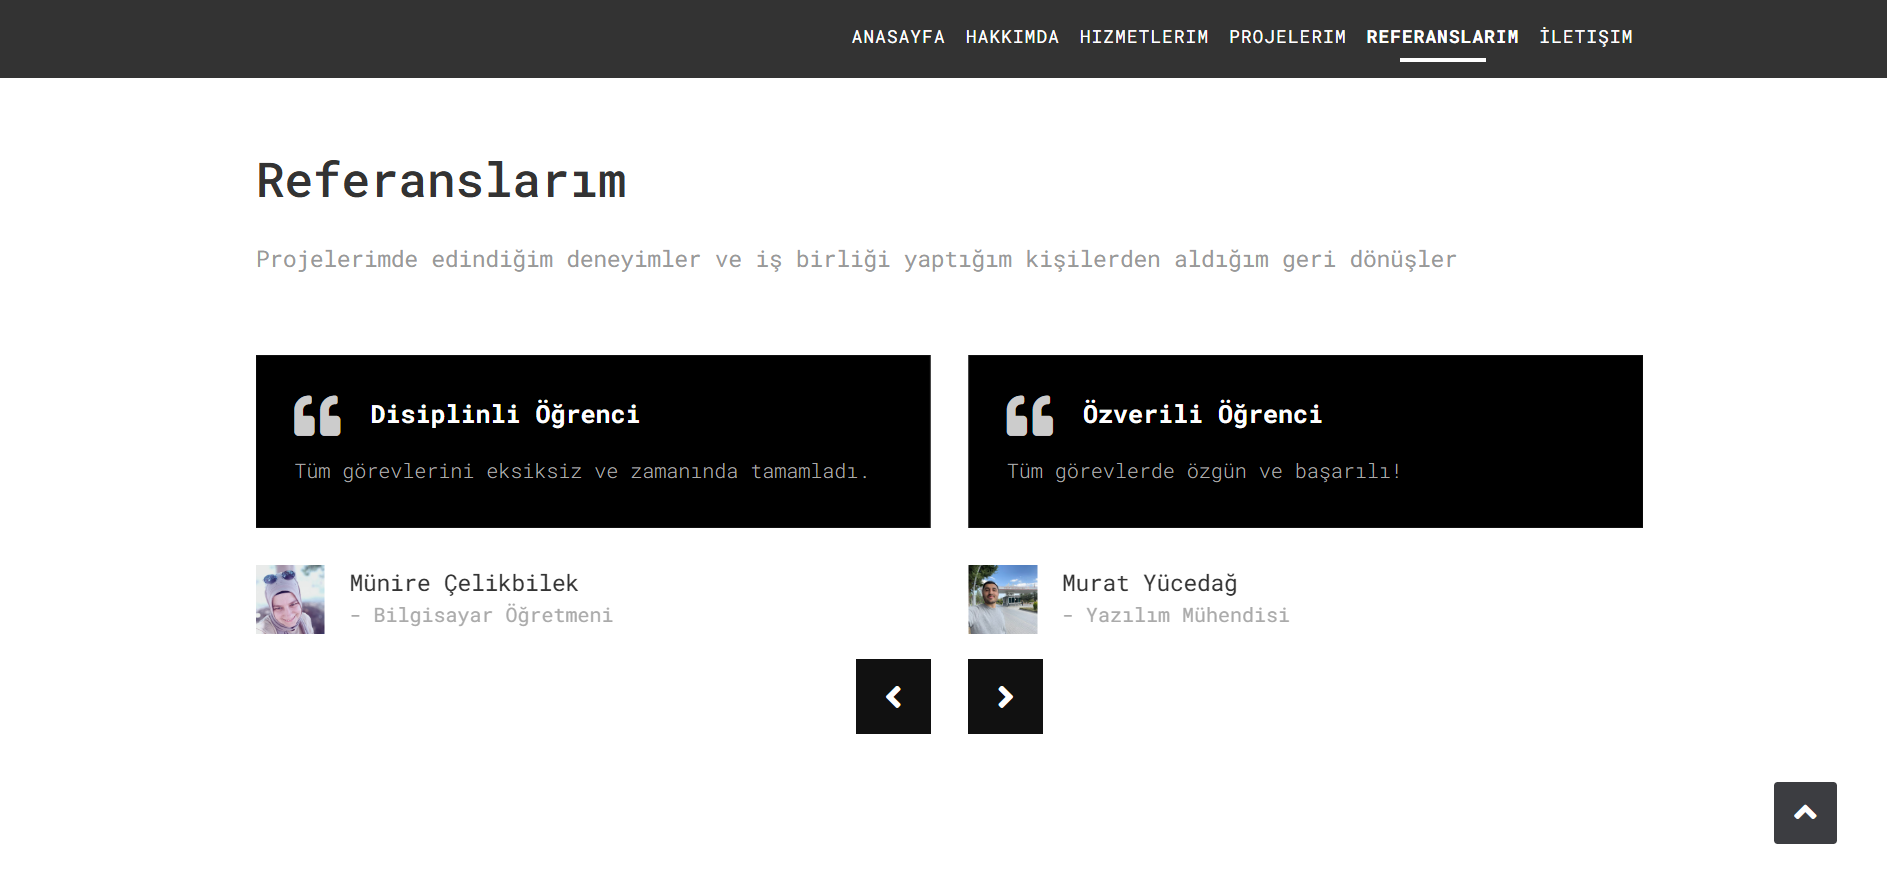 ANASAYFA HAKKIMDA HIZMETLERIM PROJELERIM REFERANSLARIM İLETIŞIM
Referanslarım
Projelerimde edindiğim deneyimler ve iş birliği yaptığım kişilerden aldığım geri dönüşler
Disiplinli Öğrenci
Tüm görevlerini eksiksiz ve zamanında tamamladı.
Münire Çelikbilek
- Bilgisayar Öğretmeni
Özverili Öğrenci
Tüm görevlerde özgün ve başarılı!
Murat Yücedağ
- Yazılım Mühendisi